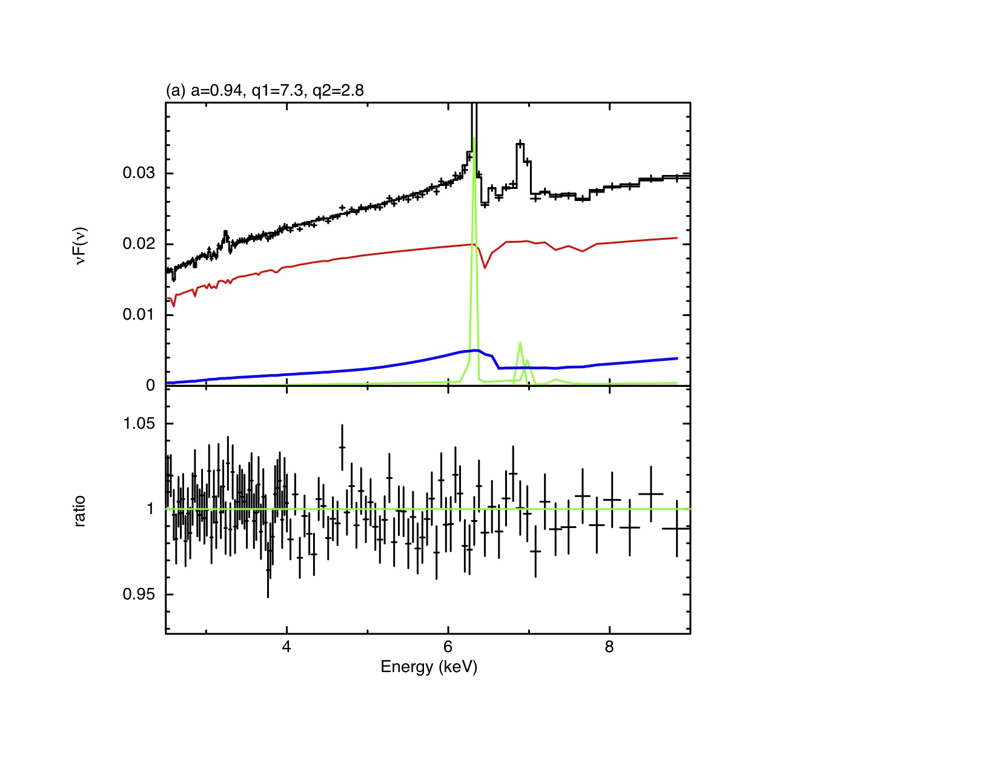 (a) a=0.94, q1=7.3, q2=2.8
νF(ν)
0.03
0.02
0.01
0
ratio
1.05
1
0.95
4 6 8
Energy (keV)